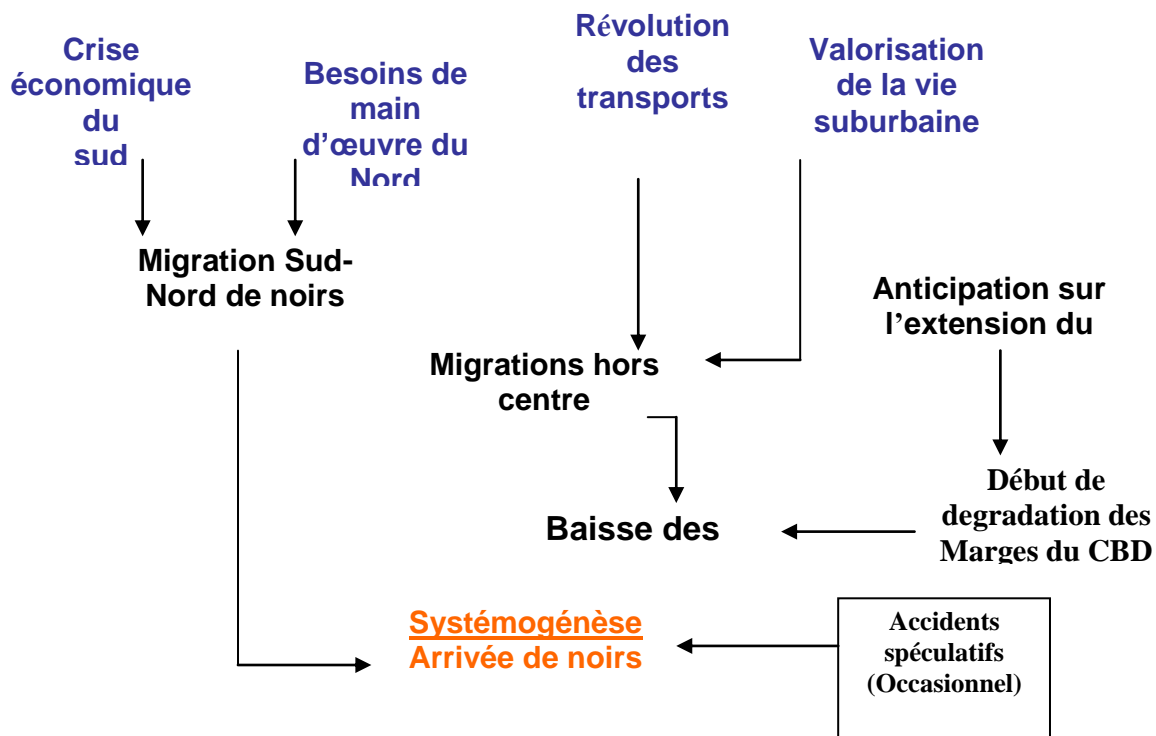 Crise
économique
du
sud
Besoins de
main
d’œuvre du
Nord
Révolution
des
transports
Valorisation
de la vie
suburbaine
Migration Sud-
Nord de noirs
Anticipation sur
l’extension du
Migrations hors
centre
Début de
degradation des
Marges du CBD
Baisse des
Systémogénèse
Arrivée de noirs
Accidents
spéculatifs
(Occasionnel)